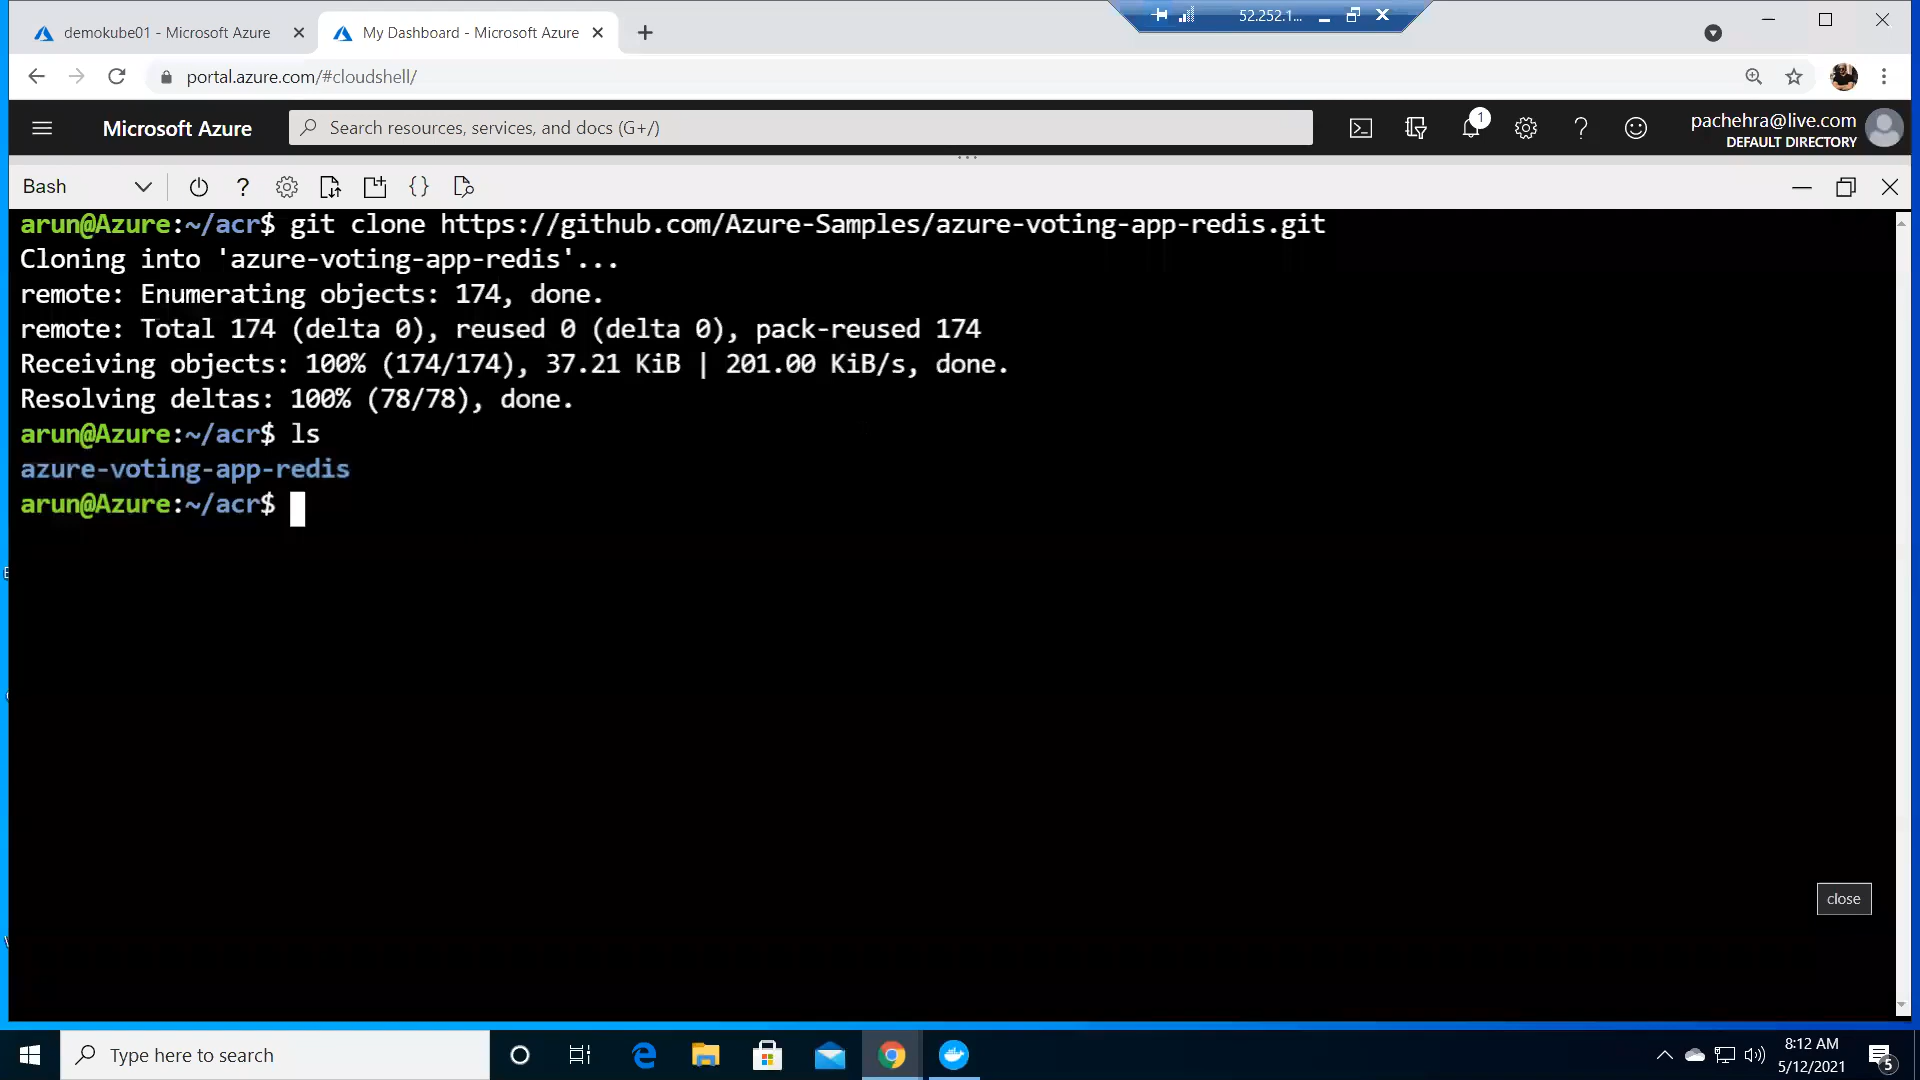 demokube01 - Microsoft Azure
My Dashboard - Microsoft Azure
52.252.1...
portal.azure.com/#cloudshell/
Microsoft Azure
Search resources, services, and docs (G+/)
1
pachehra@live.com
DEFAULT DIRECTORY
Bash
arun@Azure:~/acr$ git clone https://github.com/Azure-Samples/azure-voting-app-redis.git
Cloning into 'azure-voting-app-redis'...
remote: Enumerating objects: 174, done.
remote: Total 174 (delta 0), reused 0 (delta 0), pack-reused 174
Receiving objects: 100% (174/174), 37.21 KiB | 201.00 KiB/s, done.
Resolving deltas: 100% (78/78), done.
arun@Azure:~/acr$ ls
azure-voting-app-redis
arun@Azure:~/acr$
close
Type here to search
8:12 AM
5/12/2021
5